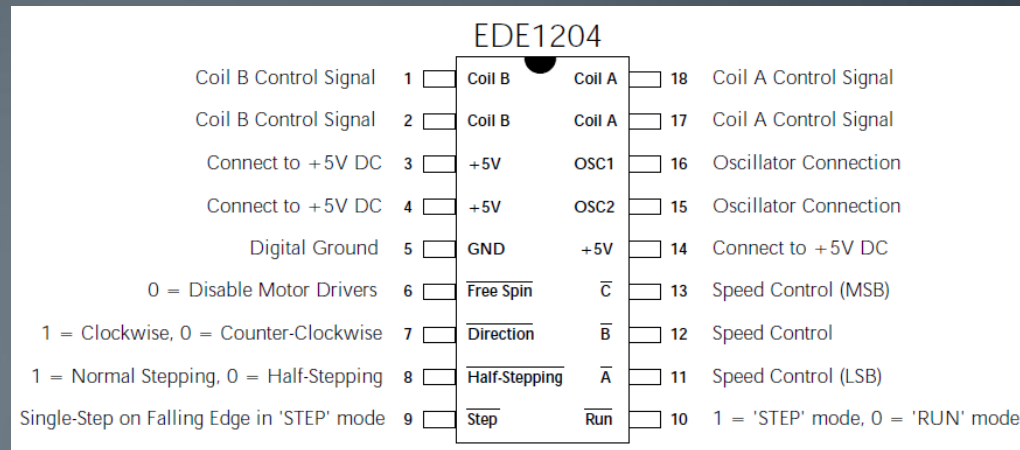 EDE1204
Coil B Control Signal 1 Coil B Coil A 18 Coil A Control Signal
Coil B Control Signal 2 Coil B Coil A 17 Coil A Control Signal
Connect to +5V DC 3 +5V OSC1 16 Oscillator Connection
Connect to +5V DC 4 +5V OSC2 15 Oscillator Connection
Digital Ground 5 GND +5V 14 Connect to +5V DC
0 = Disable Motor Drivers 6 Free Spin C 13 Speed Control (MSB)
1 = Clockwise, 0 = Counter-Clockwise 7 Direction B 12 Speed Control
1 = Normal Stepping, 0 = Half-Stepping 8 Half-Stepping A 11 Speed Control (LSB)
Single-Step on Falling Edge in 'STEP' mode 9 Step Run 10 1 = 'STEP' mode, 0 = 'RUN' mode